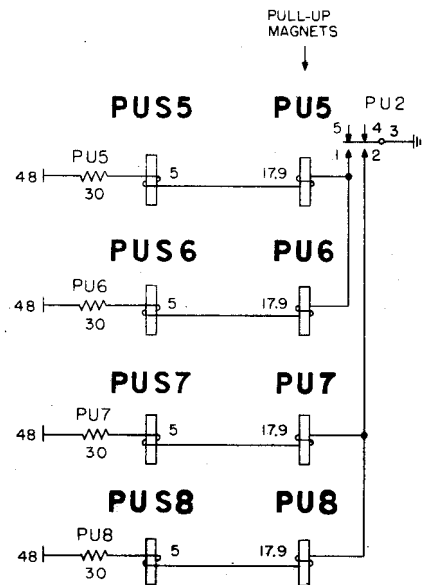 PULL-UP
MAGNETS
PUS5 PU5 PU2
5 4 3
1 2
PU5 5 17.9
48
30
PUS6 PU6
PU6 5 17.9
48
30
PUS7 PU7
PU7 5 17.9
48
30
PUS8 PU8
PU8 5 17.9
48
30